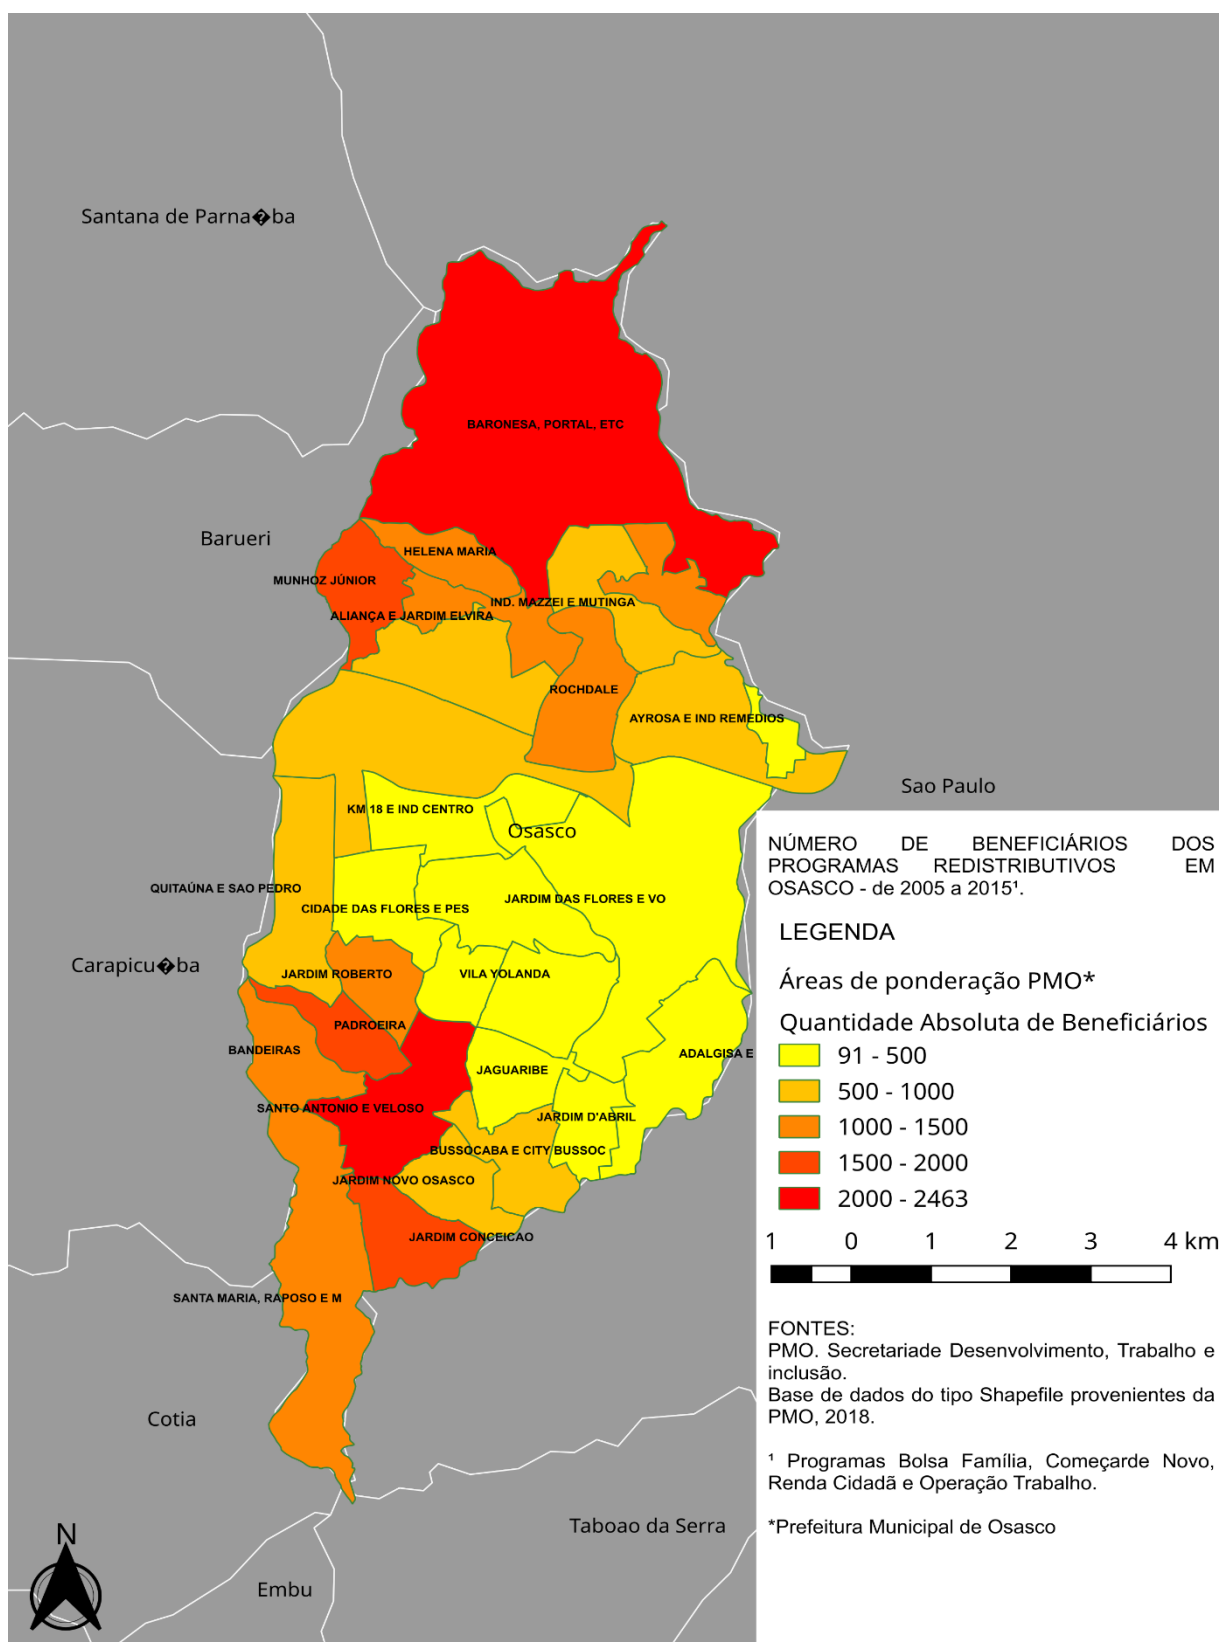 Santana de Parna�ba
BARONESA, PORTAL, ETC
Barueri
HELENA MARIA
MUNHOZ JÚNIOR
IND. MAZZEI E MUTINGA
ALIANÇA E JARDIM ELVIRA
ROCHDALE
AYROSA E IND REMEDIOS
Sao Paulo
KM 18 E IND CENTRO
Osasco
QUITAÚNA E SAO PEDRO
JARDIM DAS FLORES E VO
CIDADE DAS FLORES E PES
Carapicu�ba
JARDIM ROBERTO
VILA YOLANDA
PADROEIRA
BANDEIRAS
ADALGISA E
JAGUARIBE
SANTO ANTONIO E VELOSO
JARDIM D'ABRIL
BUSSOCABA E CITY BUSSOC
JARDIM NOVO OSASCO
JARDIM CONCEICAO
SANTA MARIA, RAPOSO E M
Cotia
Taboao da Serra
Embu
N
NÚMERO DE BENEFICIÁRIOS DOS
PROGRAMAS REDISTRIBUTIVOS EM
OSASCO - de 2005 a 2015¹.
LEGENDA
Áreas de ponderação PMO*
Quantidade Absoluta de Beneficiários
91 - 500
500 - 1000
1000 - 1500
1500 - 2000
2000 - 2463
1 0 1 2 3 4 km
FONTES:
PMO. Secretariade Desenvolvimento, Trabalho e
inclusão.
Base de dados do tipo Shapefile provenientes da
PMO, 2018.
¹ Programas Bolsa Família, Começarde Novo,
Renda Cidadã e Operação Trabalho.
*Prefeitura Municipal de Osasco